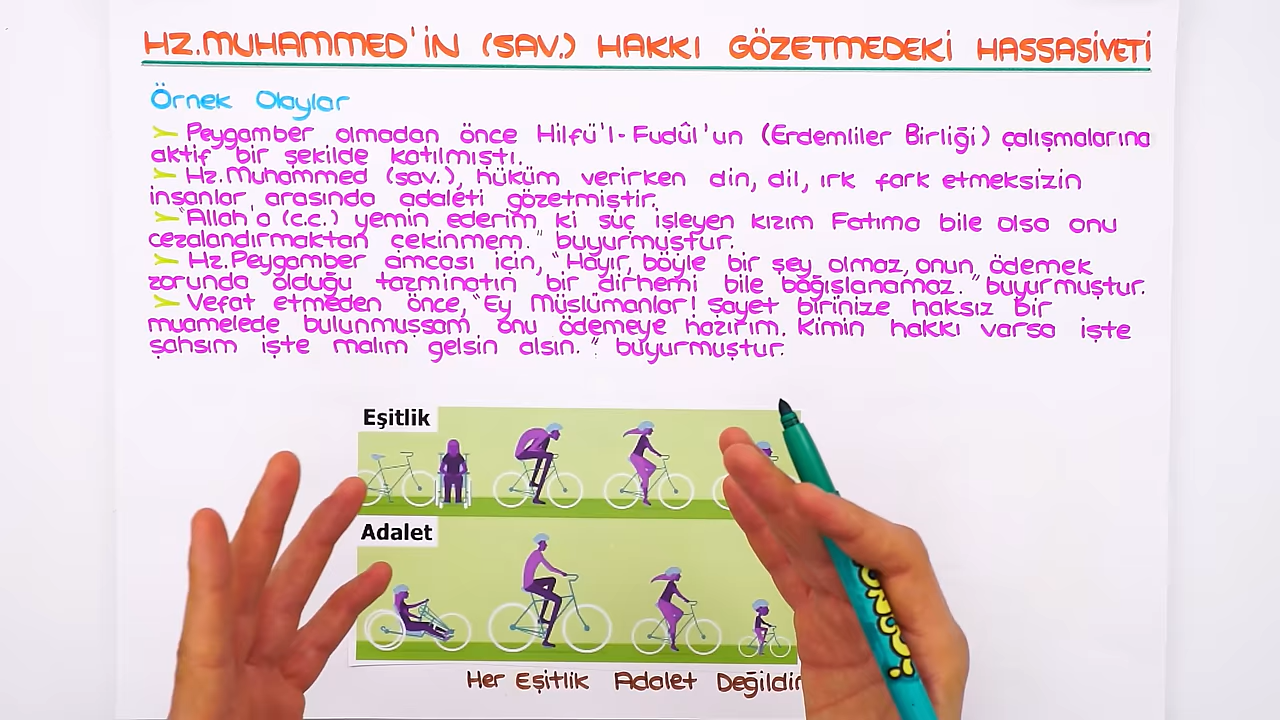 HZ.MUHAMMED'İN (SAV.) HAKKI GÖZETMEDEKİ HASSASİYETİ
Örnek Olaylar
Peygamber olmadan önce Hilfü'l-Fudûl'un (Erdemliler Birliği) çalışmalarına
aktif bir şekilde katılmıştı.
Hz.Muhammed (sav.), hüküm verirken din, dil, ırk fark etmeksizin
insanlar arasında adaleti gözetmiştir.
"Allah'a (c.c.) yemin ederim ki suç işleyen kızım Fatıma bile olsa onu
cezalandırmaktan çekinmem." buyurmuştur.
Hz.Peygamber amcası için, "Hayır, böyle bir şey olmaz, onun ödemek
zorunda olduğu tazminatın bir dirhemi bile bağışlanamaz." buyurmuştur.
Vefat etmeden önce, "Ey Müslümanlar! Şayet birinize haksız bir
muamelede bulunmuşsam onu ödemeye hazırım. Kimin hakkı varsa işte
şahsım işte malım gelsin alsın." buyurmuştur.
Eşitlik
Adalet
Her Eşitlik Adalet Değildir